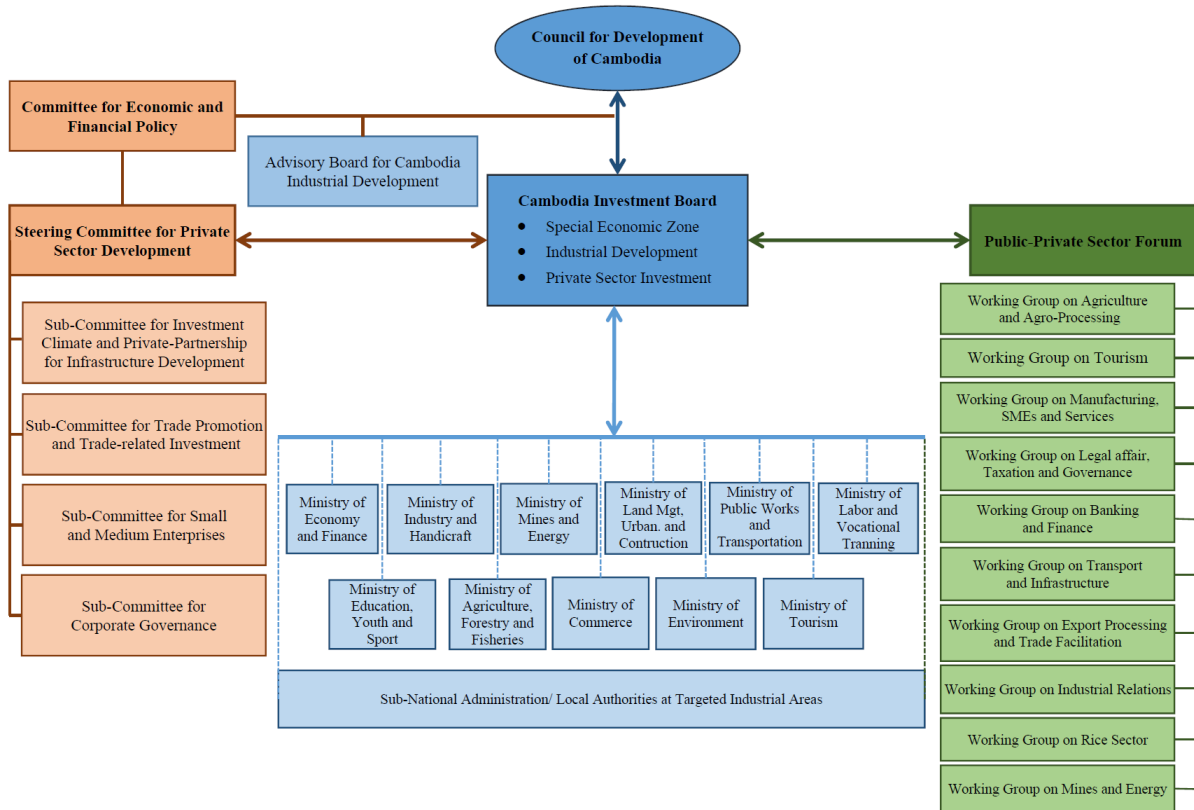 Council for Development
of Cambodia
Committee for Economic and
Financial Policy
Advisory Board for Cambodia
Industrial Development
Cambodia Investment Board
● Special Economic Zone
● Industrial Development
● Private Sector Investment
Steering Committee for Private
Sector Development
Public-Private Sector Forum
Sub-Committee for Investment
Climate and Private-Partnership
for Infrastructure Development
Sub-Committee for Trade Promotion
and Trade-related Investment
Sub-Committee for Small
and Medium Enterprises
Sub-Committee for
Corporate Governance
Ministry of
Economy
and Finance
Ministry of
Industry and
Handicraft
Ministry of
Mines and
Energy
Ministry of
Land Mgt,
Urban. and
Contruction
Ministry of
Public Works
and
Transportation
Ministry of
Labor and
Vocational
Tranning
Ministry of
Education,
Youth and
Sport
Ministry of
Agriculture,
Forestry and
Fisheries
Ministry of
Commerce
Ministry of
Environment
Ministry of
Tourism
Sub-National Administration/ Local Authorities at Targeted Industrial Areas
Working Group on Agriculture
and Agro-Processing
Working Group on Tourism
Working Group on Manufacturing,
SMEs and Services
Working Group on Legal affair,
Taxation and Governance
Working Group on Banking
and Finance
Working Group on Transport
and Infrastructure
Working Group on Export Processing
and Trade Facilitation
Working Group on Industrial Relations
Working Group on Rice Sector
Working Group on Mines and Energy